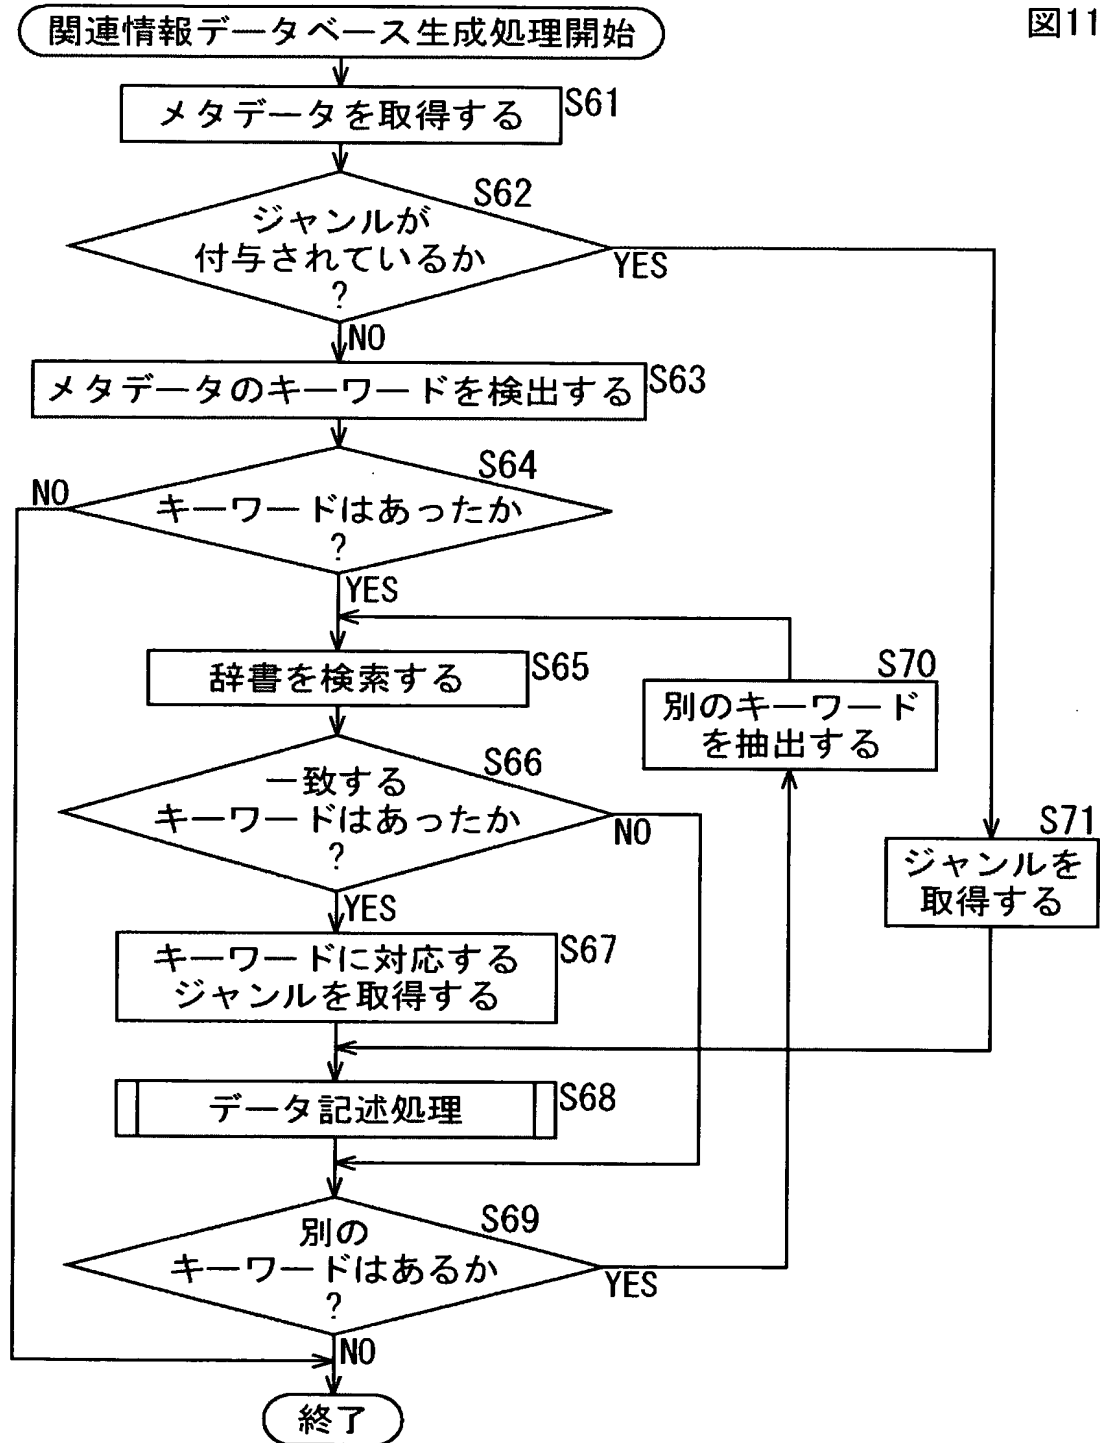 図11
関連情報データベース生成処理開始
メタデータを取得する
S61
S62
ジャンルが
付与されているか
?
YES
NO
メタデータのキーワードを検出する
S63
S64
NO
キーワードはあったか
?
YES
辞書を検索する
S65
S70
別のキーワード
を抽出する
S66
一致する
キーワードはあったか
?
NO
YES
S71
ジャンルを
取得する
キーワードに対応する
ジャンルを取得する
S67
データ記述処理
S68
S69
別の
キーワードはあるか
?
YES
NO
終了